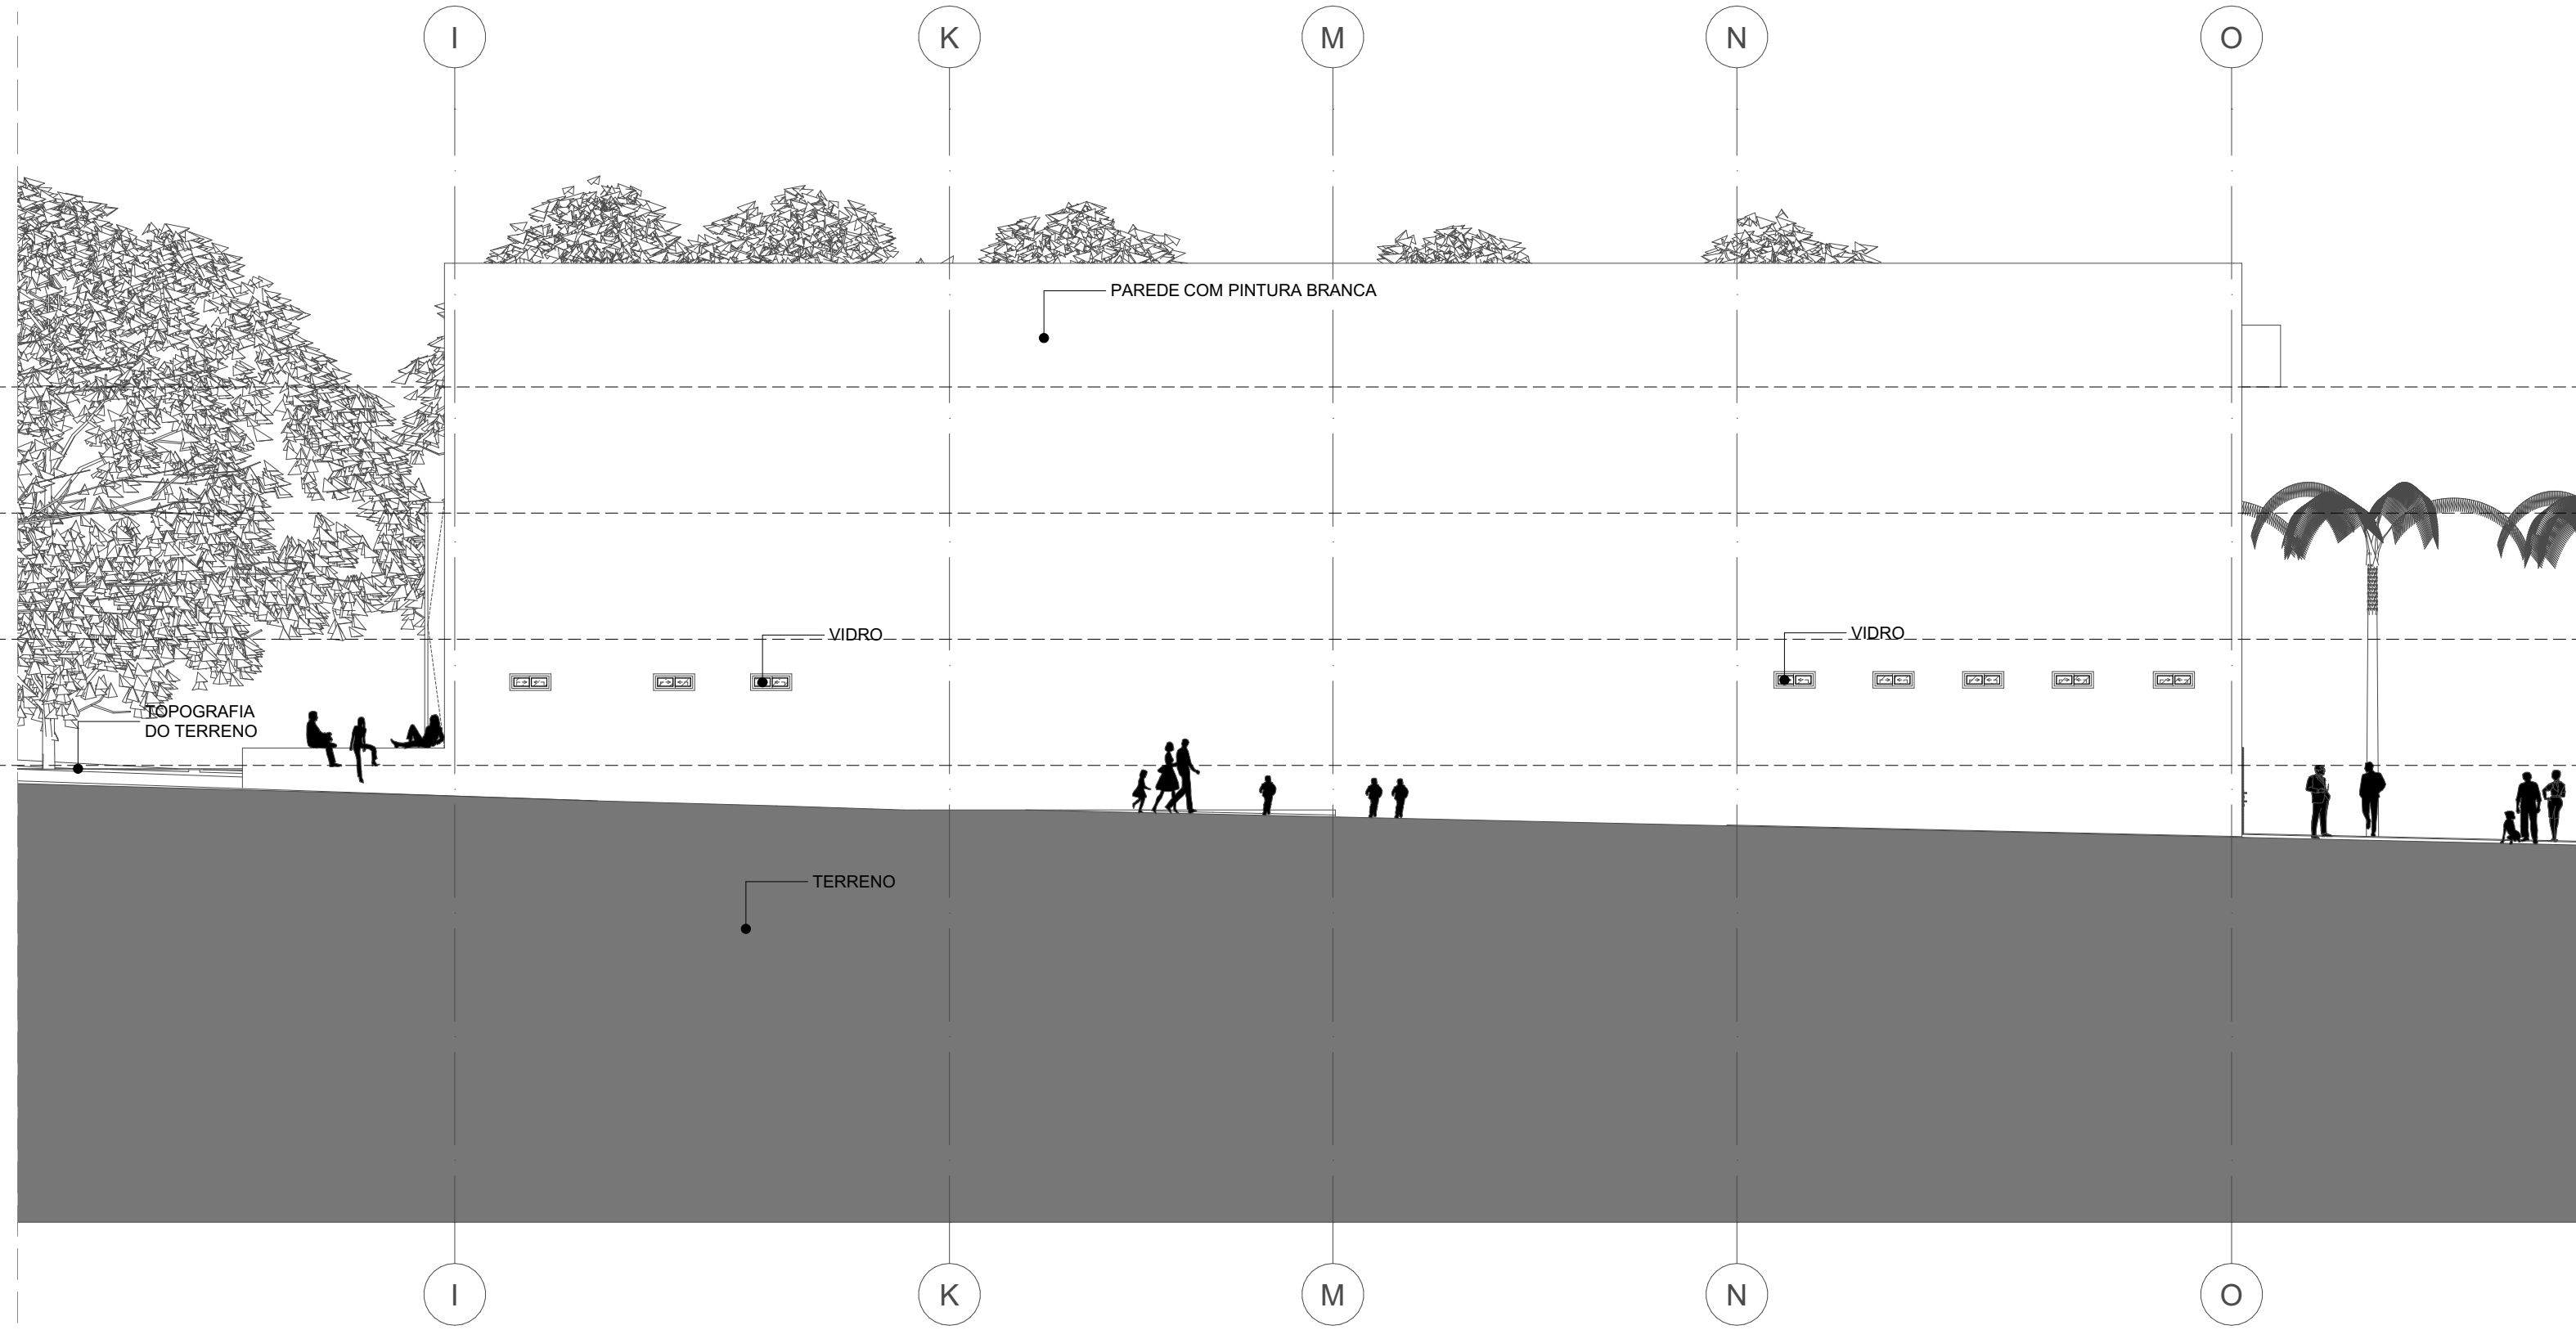 I K M N O
PAREDE COM PINTURA BRANCA
VIDRO
VIDRO
TOPOGRAFIA
DO TERRENO
TERRENO
I K M N O